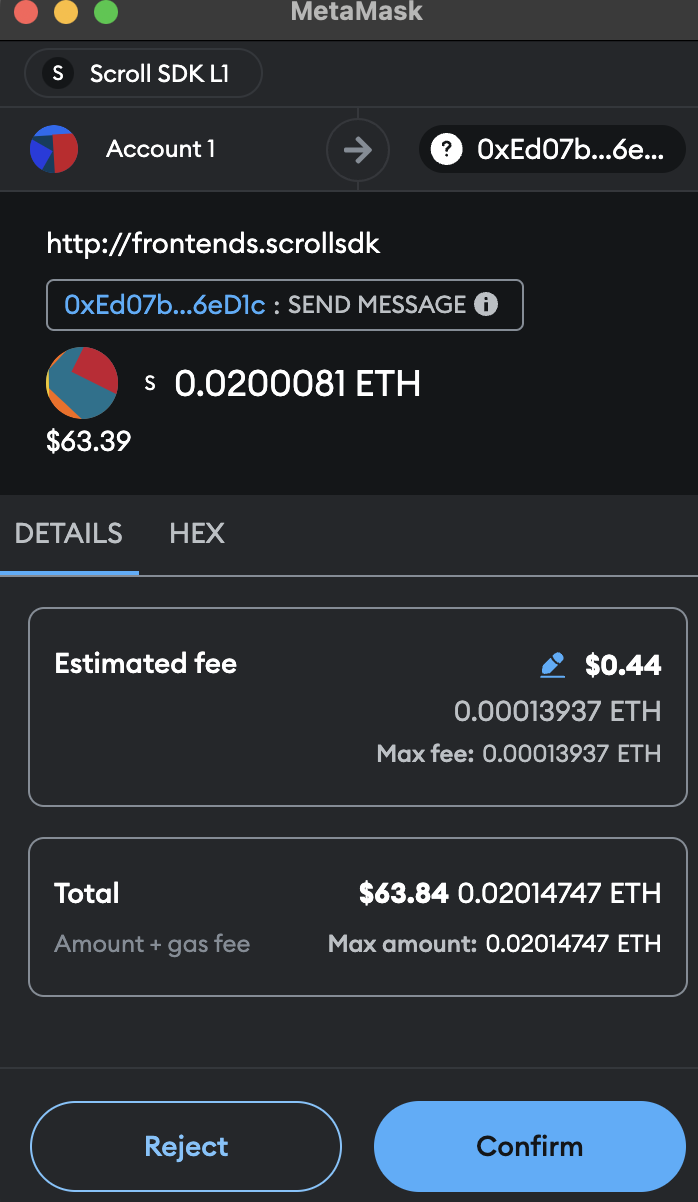 MetaMask
S Scroll SDK L1
Account 1
? 0xEd07b...6e...
http://frontends.scrollsdk
0xEd07b...6eD1c : SEND MESSAGE i
S 0.0200081 ETH
$63.39
DETAILS HEX
Estimated fee $0.44
0.00013937 ETH
Max fee: 0.00013937 ETH
Total $63.84 0.02014747 ETH
Amount + gas fee Max amount: 0.02014747 ETH
Reject Confirm